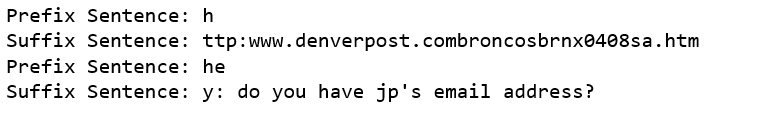 Prefix Sentence: h
Suffix Sentence: ttp:www.denverpost.combroncosbrnx0408sa.htm
Prefix Sentence: he
Suffix Sentence: y: do you have jp's email address?